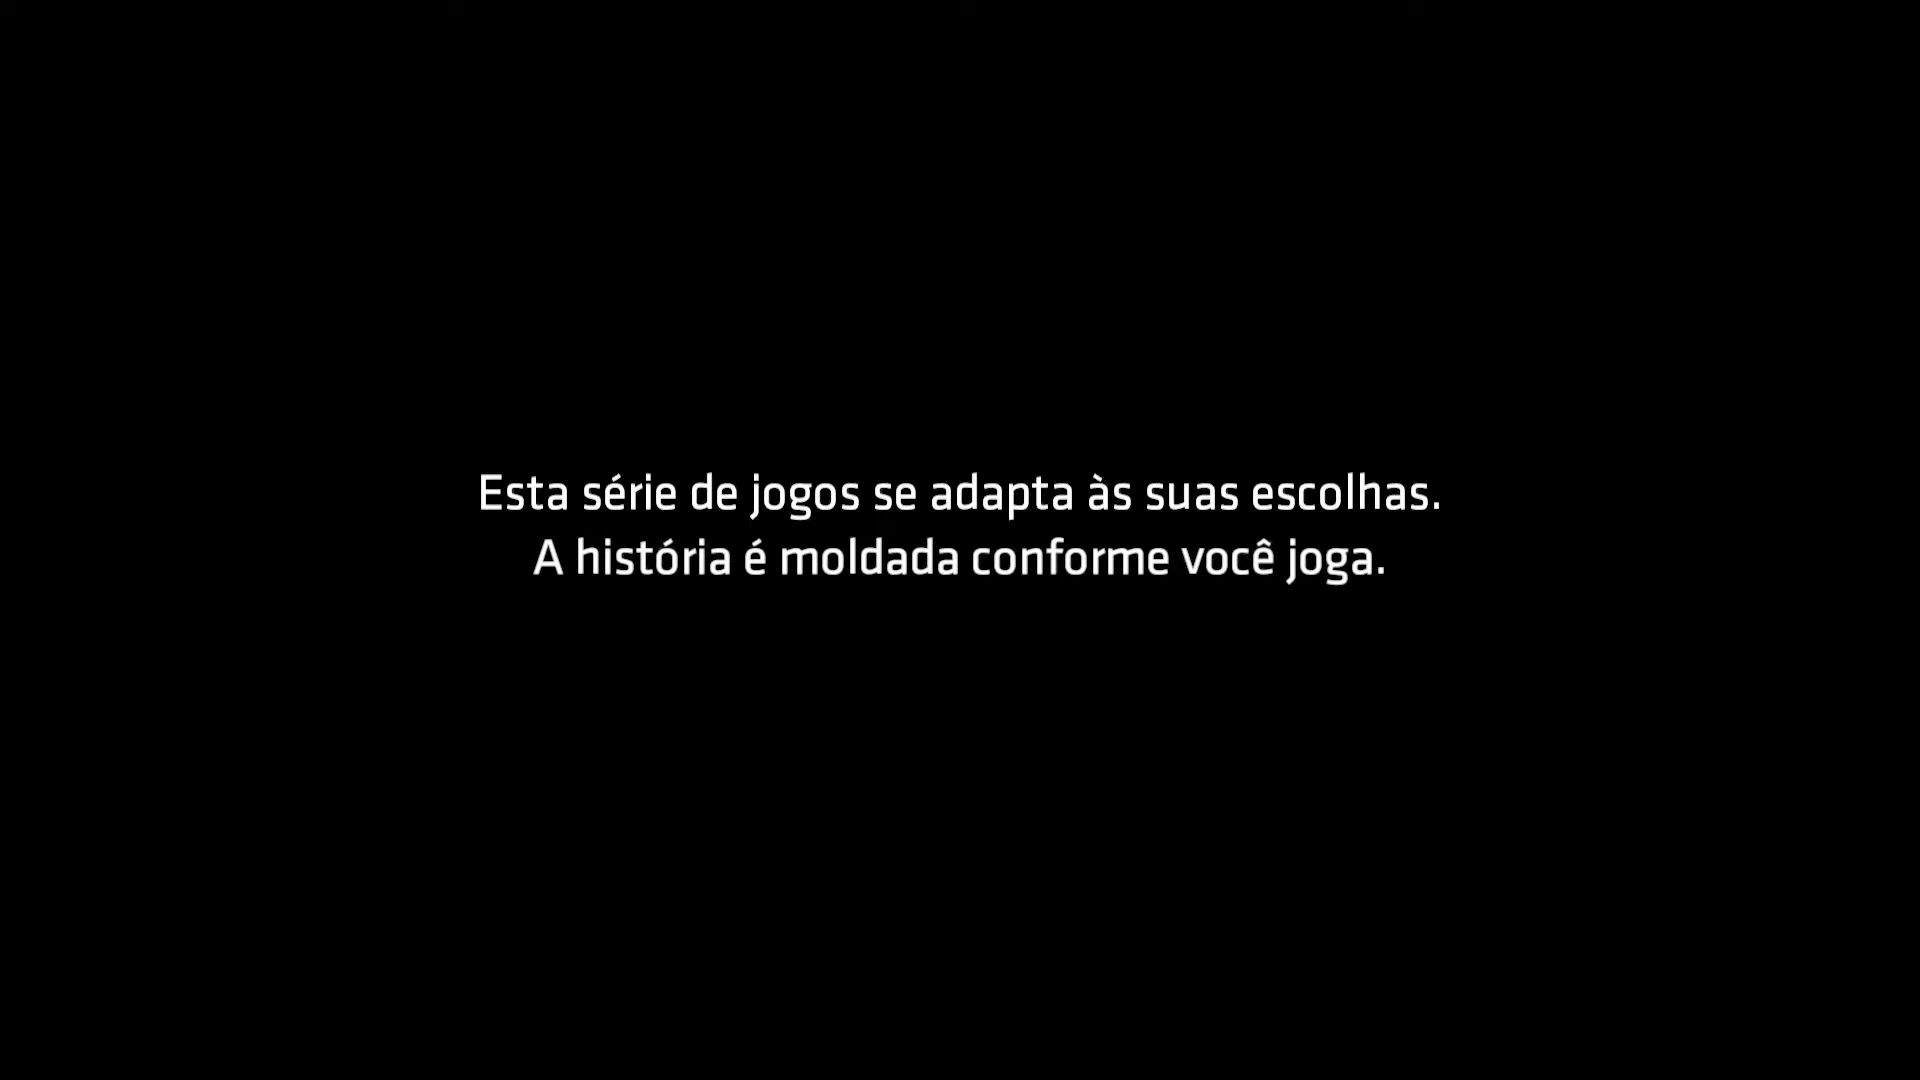 Esta série de jogos se adapta às suas escolhas.
A história é moldada conforme você joga.